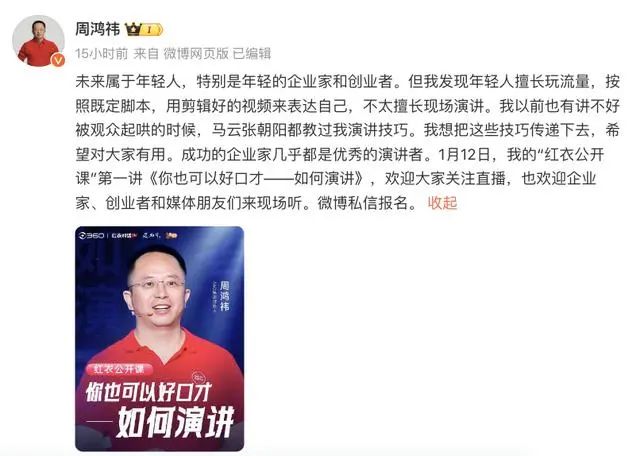 周鸿祎
15小时前 来自 微博网页版 已编辑
未来属于年轻人，特别是年轻的企业家和创业者。但我发现年轻人擅长玩流量，按
照既定脚本，用剪辑好的视频来表达自己，不太擅长现场演讲。我以前也有讲不好
被观众起哄的时候，马云张朝阳都教过我演讲技巧。我想把这些技巧传递下去，希
望对大家有用。成功的企业家几乎都是优秀的演讲者。1月12日，我的“红衣公开
课”第一讲《你也可以好口才——如何演讲》，欢迎大家关注直播，也欢迎企业
家、创业者和媒体朋友们来现场听。微博私信报名。 收起
360
如何演
周鸿祎
红衣公开课
你也可以好口才
——如何演讲